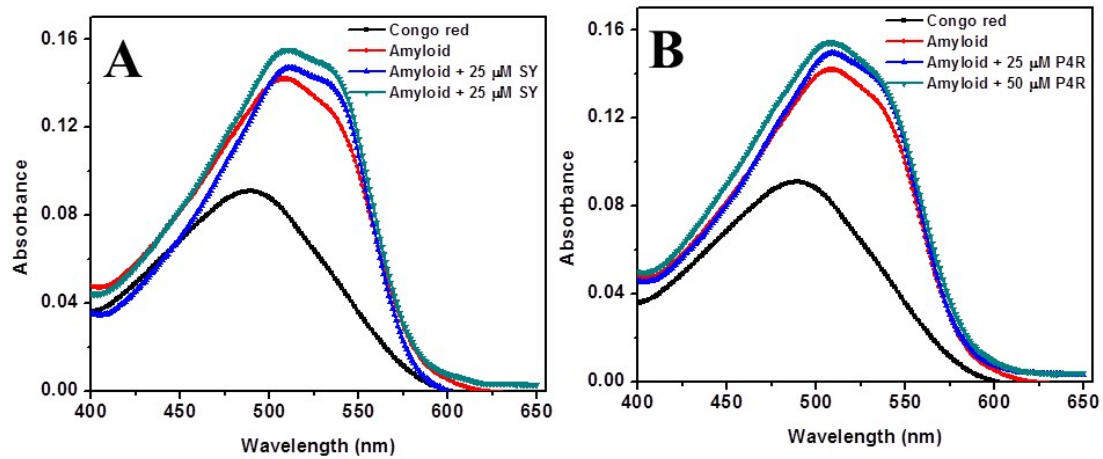 A
Congo red
Amyloid
Amyloid + 25 μM SY
Amyloid + 25 μM SY
0.16
0.12
0.08
0.04
0.00
Absorbance
400 450 500 550 600 650
Wavelength (nm)
B
Congo red
Amyloid
Amyloid + 25 μM P4R
Amyloid + 50 μM P4R
0.16
0.12
0.08
0.04
0.00
Absorbance
400 450 500 550 600 650
Wavelength (nm)